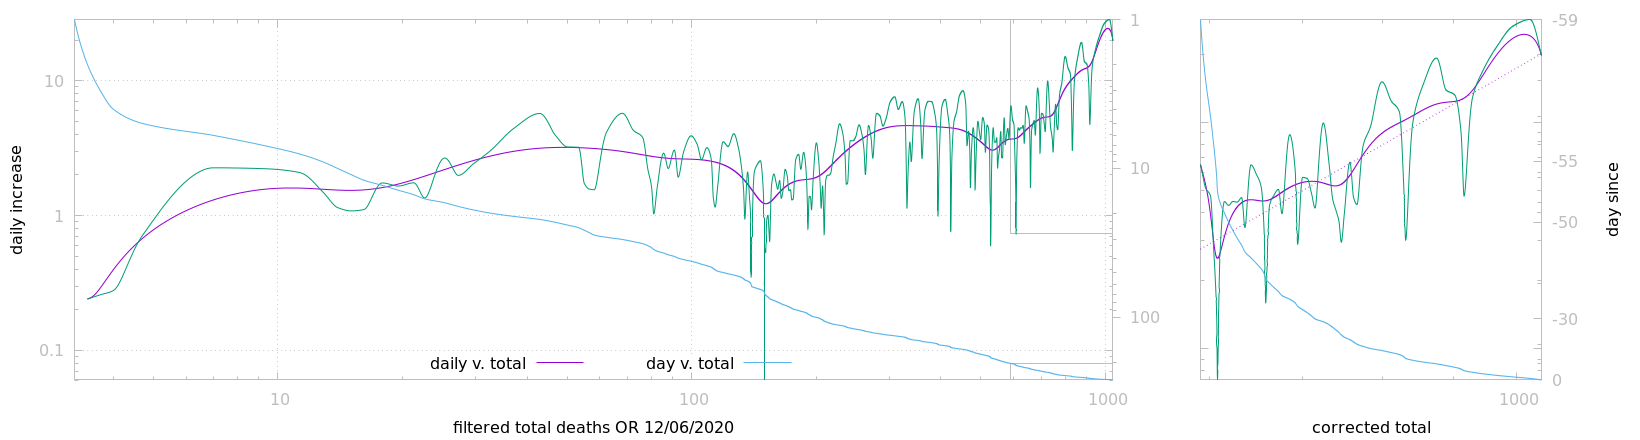 daily increase
10
1
0.1
1
10
100
daily v. total
day v. total
10
100
1000
filtered total deaths OR 12/06/2020
-59
-55
-50
-30
0
day since
1000
corrected total